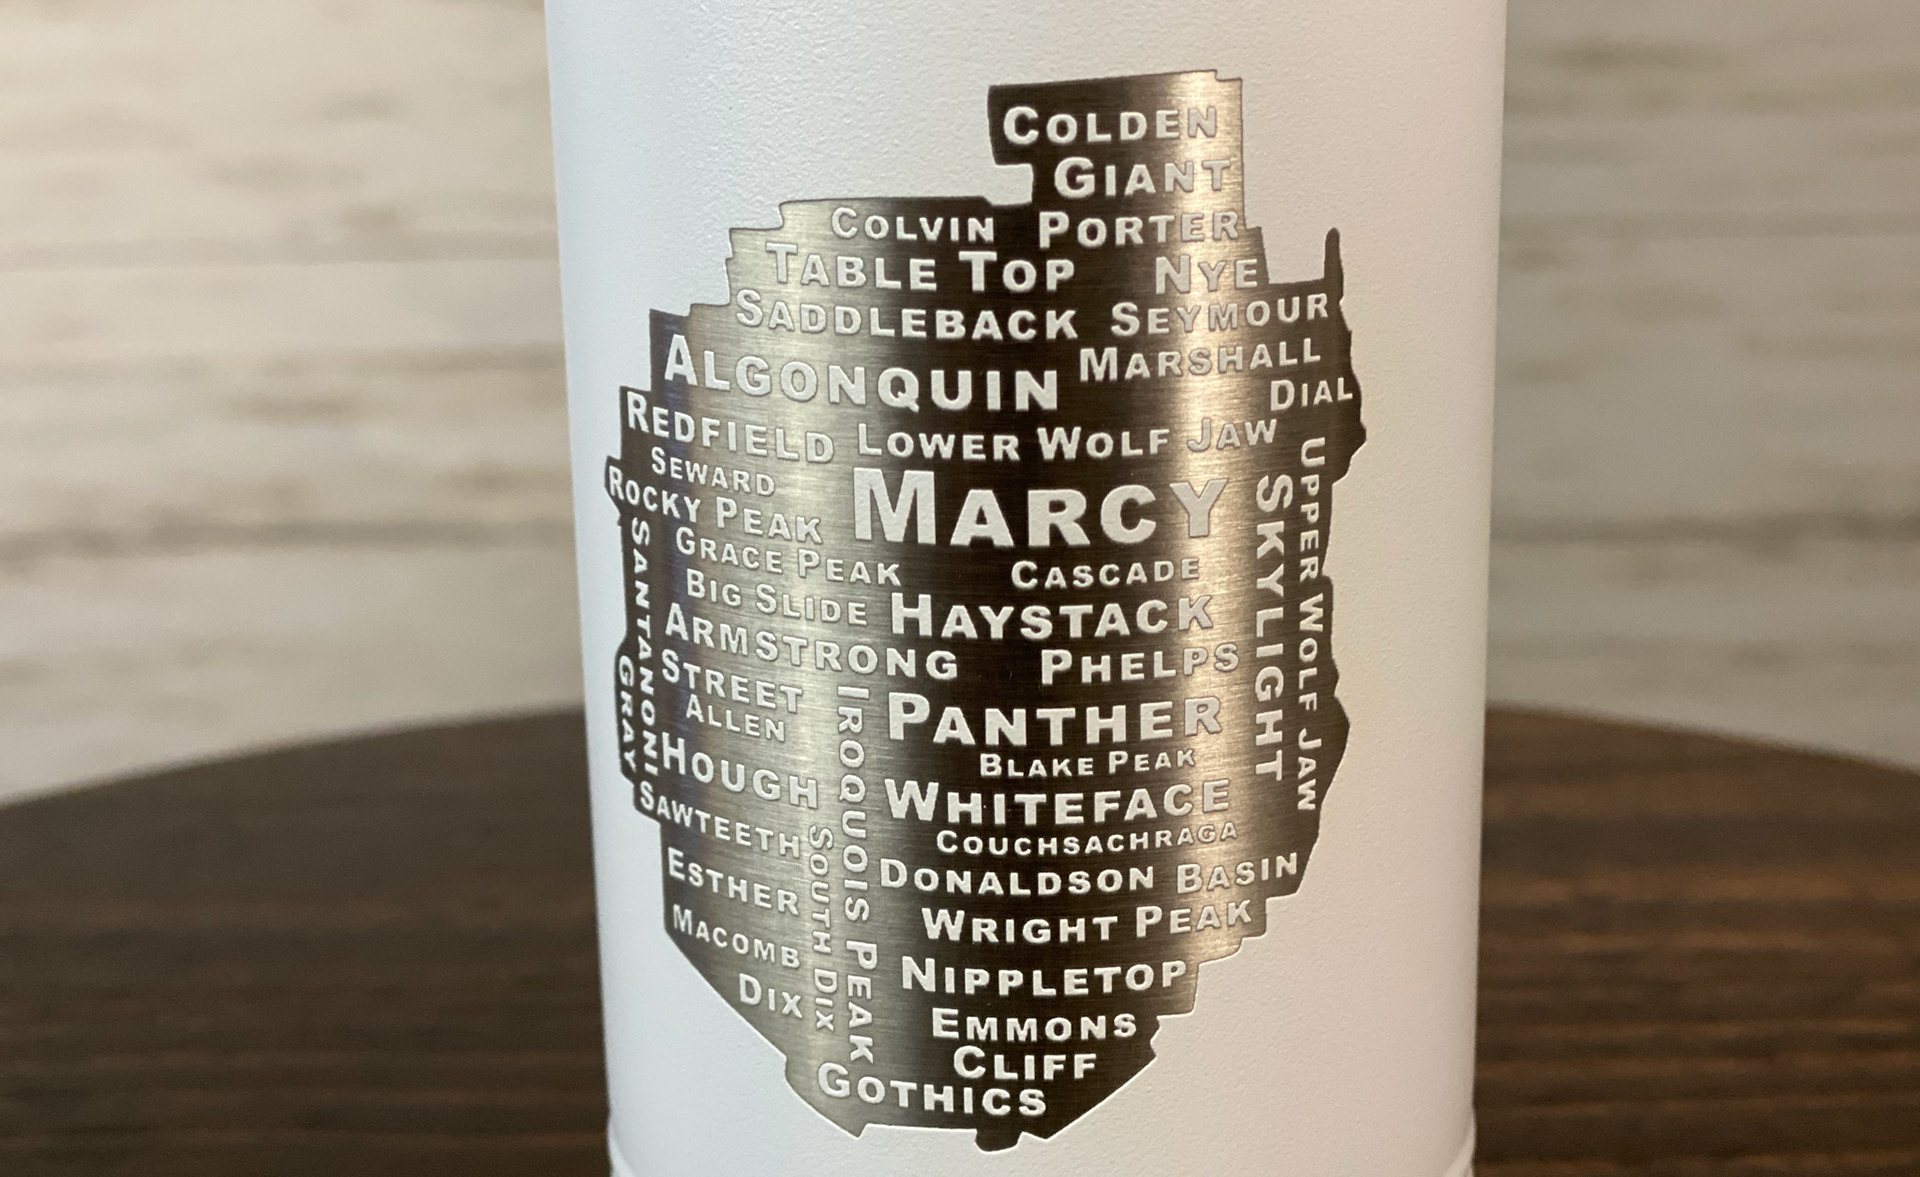 COLDEN
GIANT
COLVIN PORTER
TABLE TOP NYE
SADDLEBACK SEYMOUR
ALGONQUIN MARSHALL
DIAL
REDFIELD LOWER WOLF JAW
SEWARD
ROCKY PEAK MARCY
GRACE PEAK CASCADE
BIG SLIDE HAYSTACK
ARMSTRONG PHELPS
STREET PANTHER
ALLEN
BLAKE PEAK
HOUGH WHITEFACE
SAWTEETH COUCHSACHRAGA
ESTHER DONALDSON BASIN
MACOMB WRIGHT PEAK
DIX NIPPLETOP
EMMONS
CLIFF
GOTHICS
SANTANONI
GRAY
IROQUOIS PEAK
SOUTH DIX
SKYLIGHT
UPPER WOLF JAW